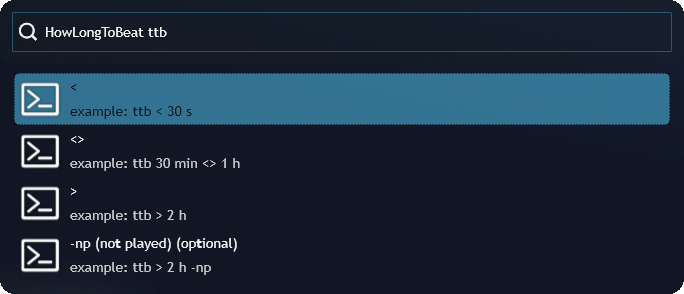 HowLongToBeat ttb
<
example: ttb < 30 s
<>
example: ttb 30 min <> 1 h
>
example: ttb > 2 h
-np (not played) (optional)
example: ttb > 2 h -np